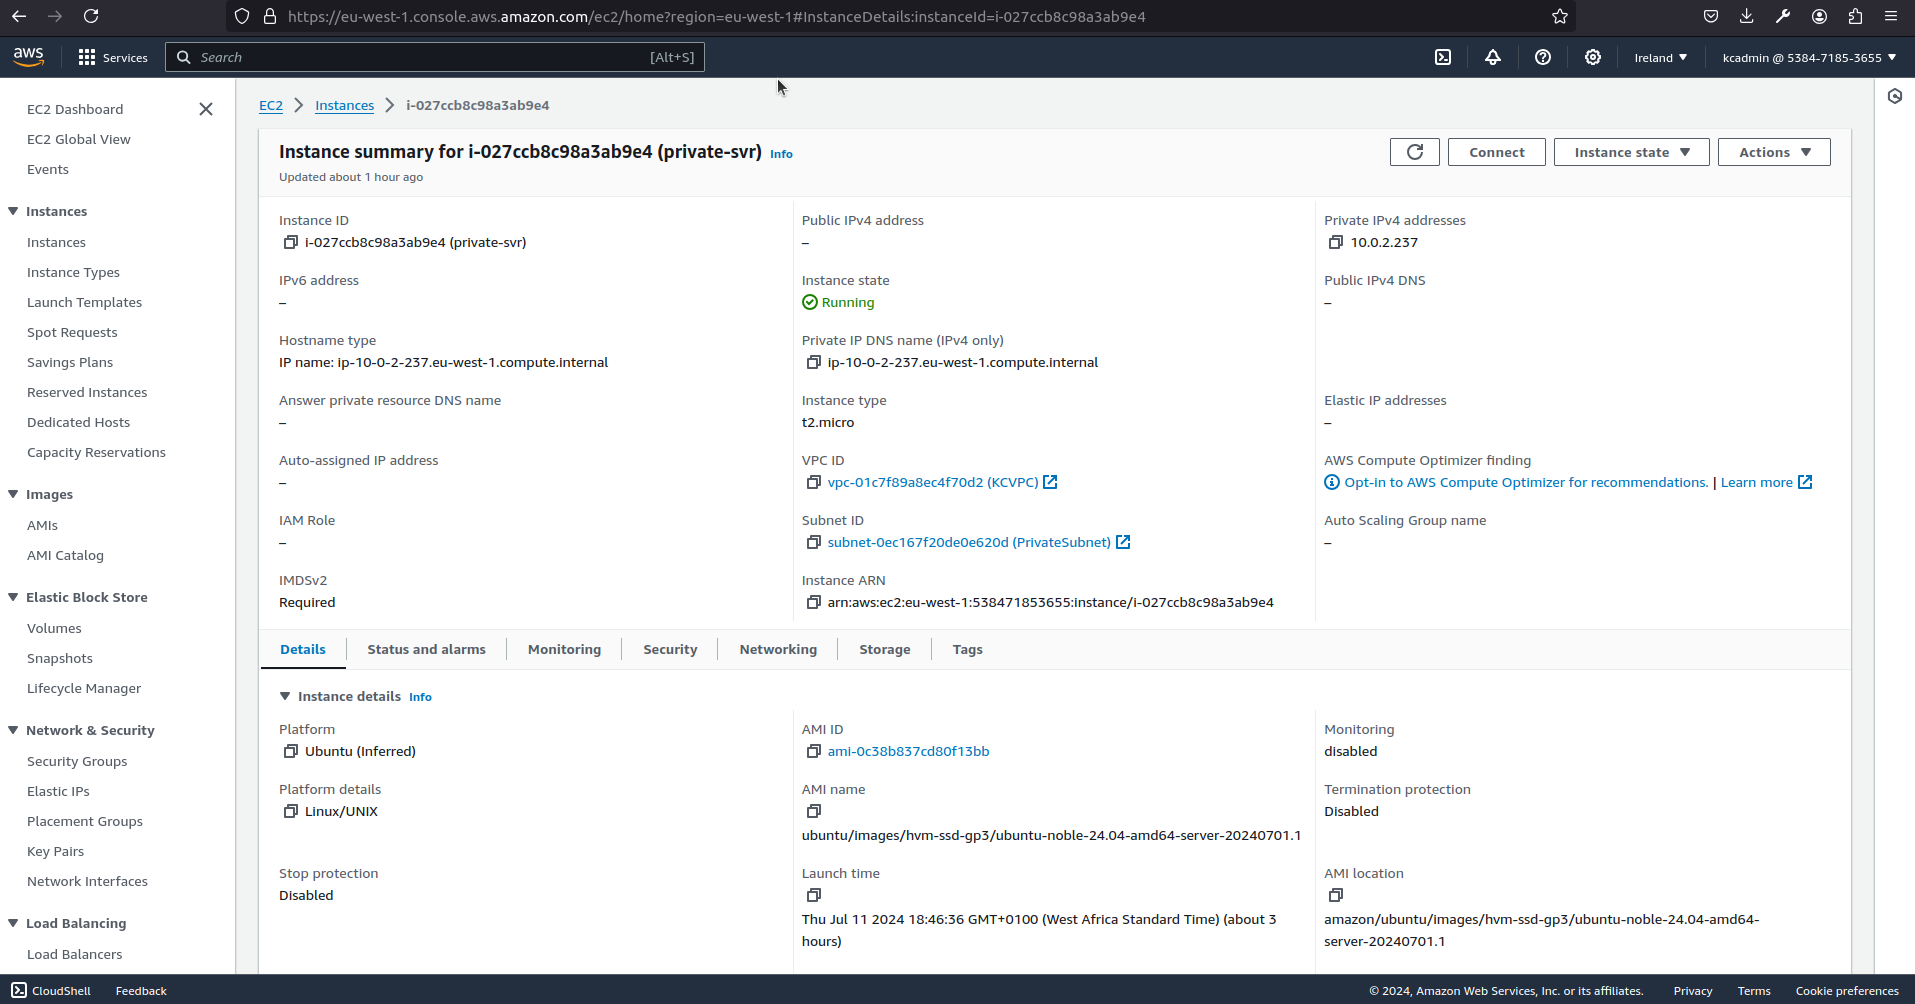 https://eu-west-1.console.aws.amazon.com/ec2/home?region=eu-west-1#InstanceDetails:instanceId=i-027ccb8c98a3ab9e4
aws
Services
Search
[Alt+S]
Ireland
kcadmin @ 5384-7185-3655
EC2 Dashboard
EC2 Global View
Events
Instances
Instances
Instance Types
Launch Templates
Spot Requests
Savings Plans
Reserved Instances
Dedicated Hosts
Capacity Reservations
Images
AMIs
AMI Catalog
Elastic Block Store
Volumes
Snapshots
Lifecycle Manager
Network & Security
Security Groups
Elastic IPs
Placement Groups
Key Pairs
Network Interfaces
Load Balancing
Load Balancers
EC2 > Instances > i-027ccb8c98a3ab9e4
Instance summary for i-027ccb8c98a3ab9e4 (private-svr) Info
Updated about 1 hour ago
Connect
Instance state
Actions
Instance ID
i-027ccb8c98a3ab9e4 (private-svr)
Public IPv4 address
–
Private IPv4 addresses
10.0.2.237
IPv6 address
–
Instance state
Running
Public IPv4 DNS
–
Hostname type
IP name: ip-10-0-2-237.eu-west-1.compute.internal
Private IP DNS name (IPv4 only)
ip-10-0-2-237.eu-west-1.compute.internal
Answer private resource DNS name
–
Instance type
t2.micro
Elastic IP addresses
–
Auto-assigned IP address
–
VPC ID
vpc-01c7f89a8ec4f70d2 (KCVPC)
AWS Compute Optimizer finding
Opt-in to AWS Compute Optimizer for recommendations. | Learn more
IAM Role
–
Subnet ID
subnet-0ec167f20de0e620d (PrivateSubnet)
Auto Scaling Group name
–
IMDSv2
Required
Instance ARN
arn:aws:ec2:eu-west-1:538471853655:instance/i-027ccb8c98a3ab9e4
Details
Status and alarms
Monitoring
Security
Networking
Storage
Tags
Instance details Info
Platform
Ubuntu (Inferred)
AMI ID
ami-0c38b837cd80f13bb
Monitoring
disabled
Platform details
Linux/UNIX
AMI name
ubuntu/images/hvm-ssd-gp3/ubuntu-noble-24.04-amd64-server-20240701.1
Termination protection
Disabled
Stop protection
Disabled
Launch time
Thu Jul 11 2024 18:46:36 GMT+0100 (West Africa Standard Time) (about 3
hours)
AMI location
amazon/ubuntu/images/hvm-ssd-gp3/ubuntu-noble-24.04-amd64-
server-20240701.1
CloudShell
Feedback
© 2024, Amazon Web Services, Inc. or its affiliates.
Privacy
Terms
Cookie preferences